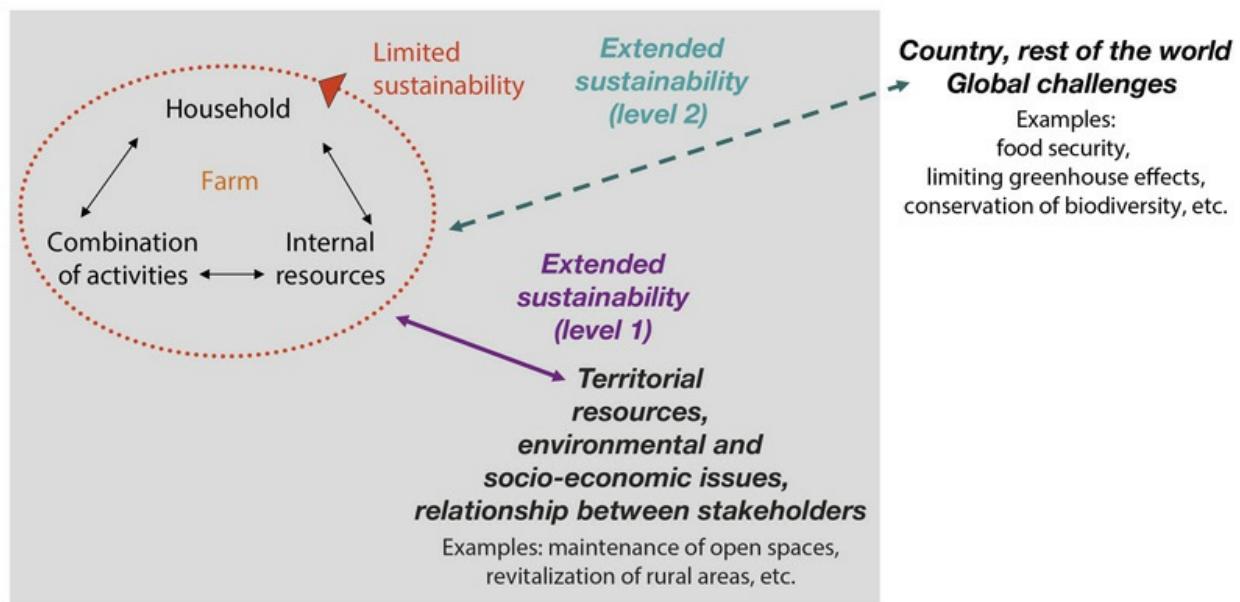 Limited
sustainability
Household
Farm
Combination
of activities
Internal
resources
Extended
sustainability
(level 2)
Country, rest of the world
Global challenges
Examples:
food security,
limiting greenhouse effects,
conservation of biodiversity, etc.
Extended
sustainability
(level 1)
Territorial
resources,
environmental and
socio-economic issues,
relationship between stakeholders
Examples: maintenance of open spaces,
revitalization of rural areas, etc.